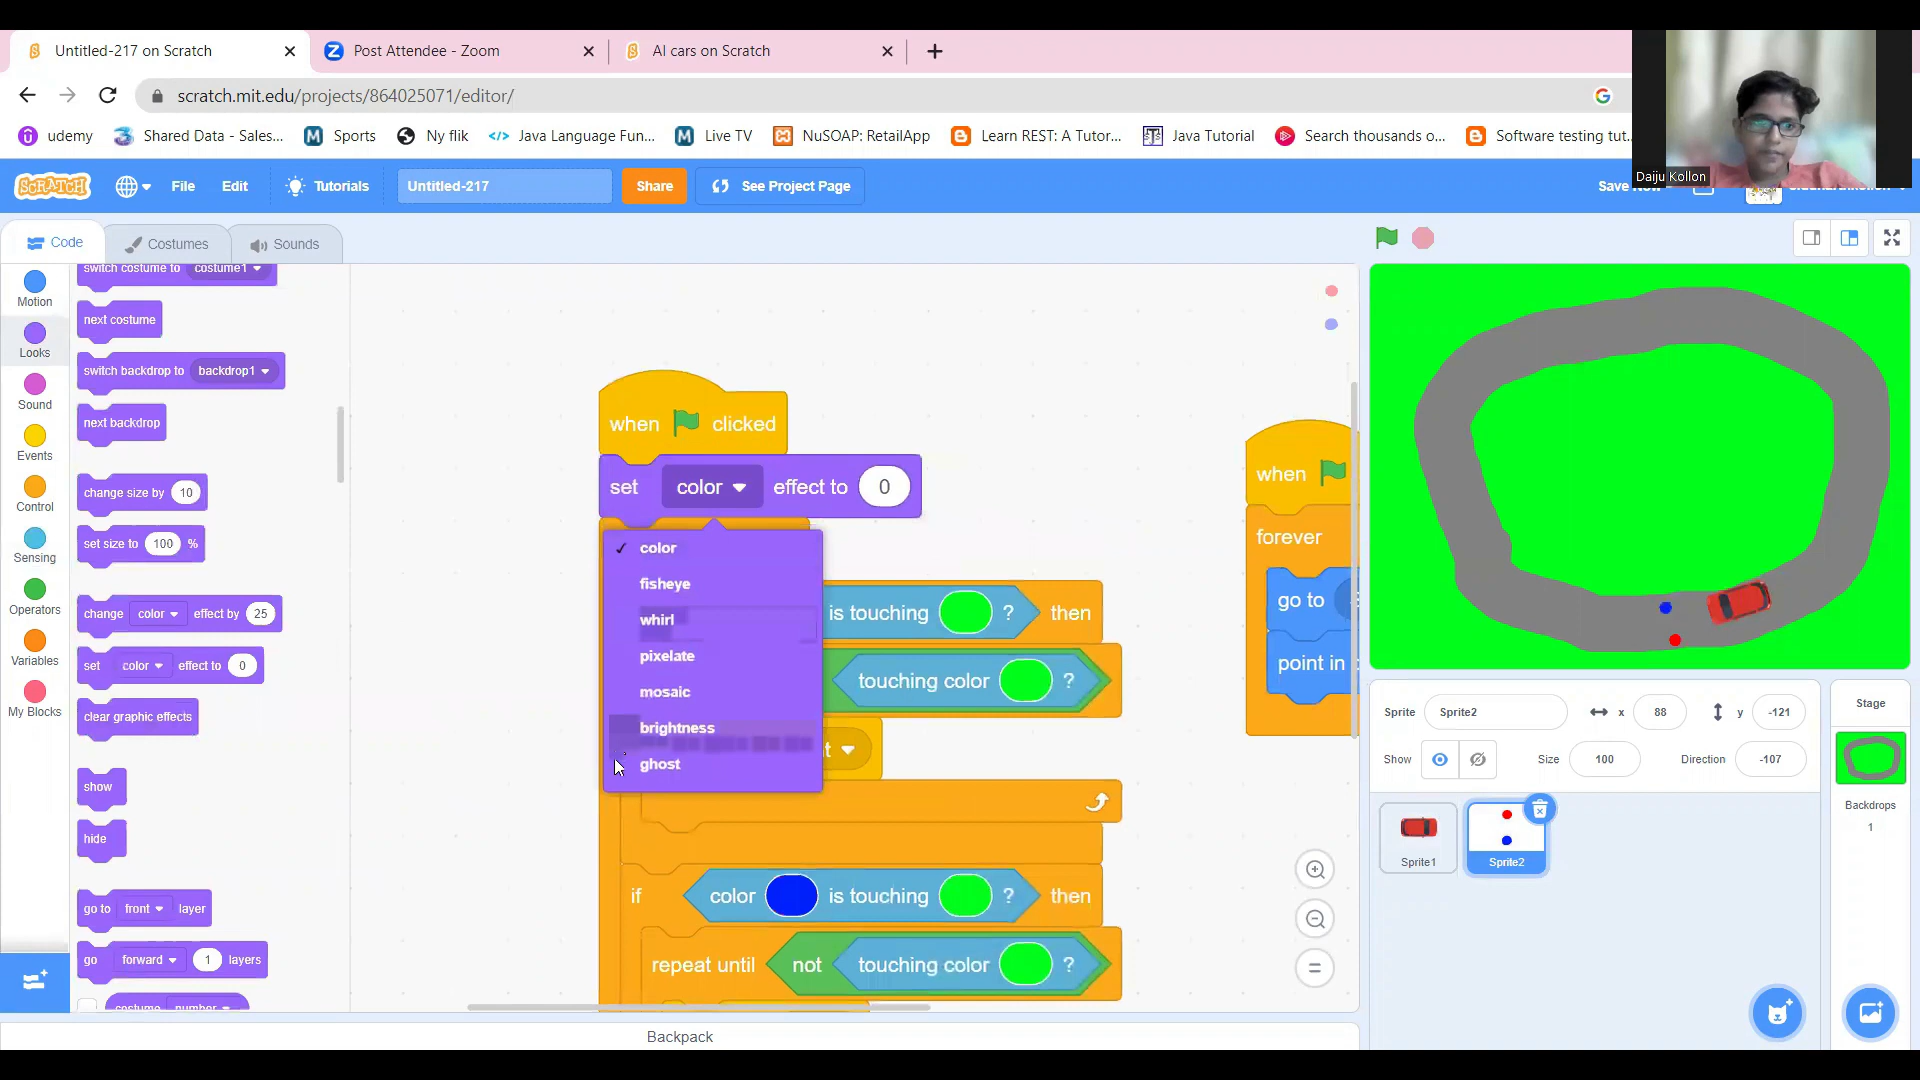 Untitled-217 on Scratch
Post Attendee - Zoom
AI cars on Scratch
scratch.mit.edu/projects/864025071/editor/
udemy
Shared Data - Sales...
Sports
Ny flik
Java Language Fun...
Live TV
NuSOAP: RetailApp
Learn REST: A Tutor...
Java Tutorial
Search thousands o...
Software testing tut...
Daiju Kollon
SCRATCH
File
Edit
Tutorials
Untitled-217
Share
See Project Page
Save Now
Code
Costumes
Sounds
Motion
Looks
Sound
Events
Control
Sensing
Operators
Variables
My Blocks
switch costume to costume1
next costume
switch backdrop to backdrop1
next backdrop
change size by 10
set size to 100 %
change color effect by 25
set color effect to 0
clear graphic effects
show
hide
go to front layer
go forward 1 layers
costume number
when clicked
set color effect to 0
✓ color
fisheye
whirl
pixelate
mosaic
brightness
ghost
is touching ? then
touching color ?
t
if color is touching ? then
repeat until not touching color ?
when
forever
go to
point in
Backpack
Sprite Sprite2 x 88 y -121
Show Size 100 Direction -107
Sprite1
Sprite2
Stage
Backdrops
1